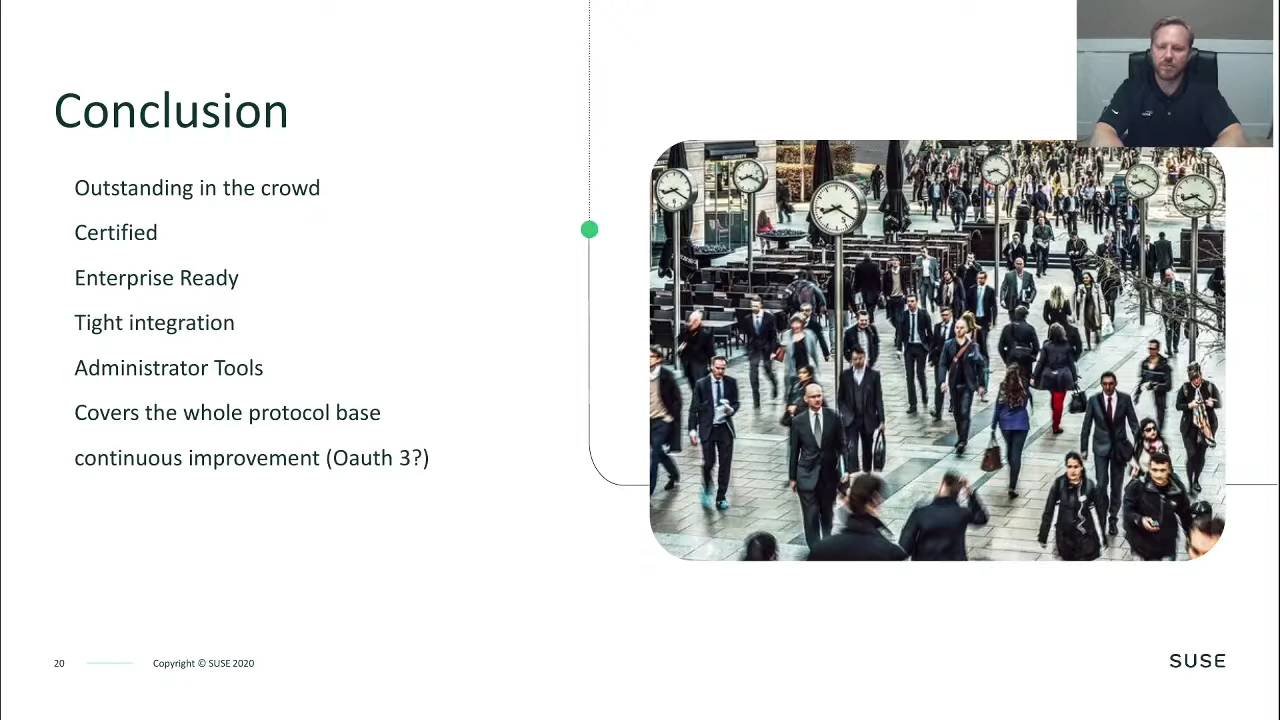 Conclusion
Outstanding in the crowd
Certified
Enterprise Ready
Tight integration
Administrator Tools
Covers the whole protocol base
continuous improvement (Oauth 3?)
20
Copyright © SUSE 2020
SUSE